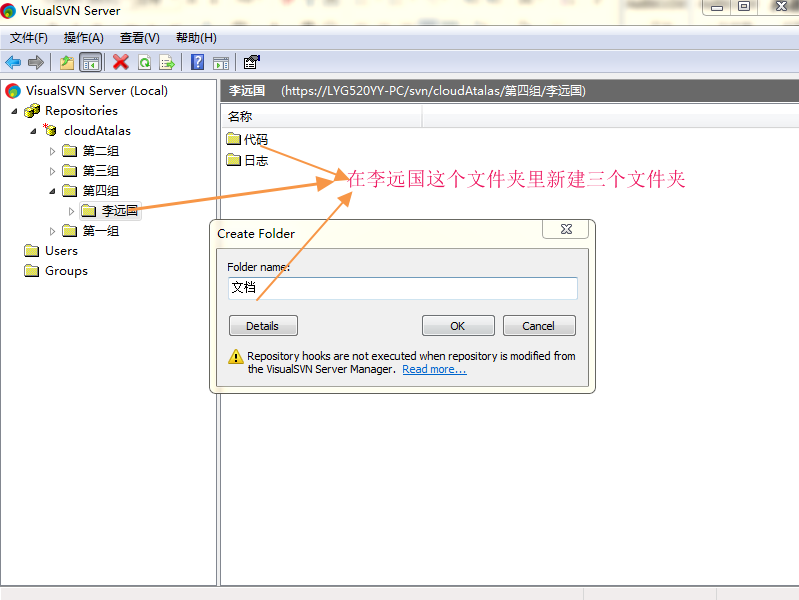 VisualSVN Server
文件(F) 操作(A) 查看(V) 帮助(H)
VisualSVN Server (Local)
Repositories
cloudAtalas
第二组
第三组
第四组
李远国
第一组
Users
Groups
李远国 (https://LYG520YY-PC/svn/cloudAtalas/第四组/李远国)
名称
代码
日志
在李远国这个文件夹里新建三个文件夹
Create Folder
Folder name:
文档
Details OK Cancel
Repository hooks are not executed when repository is modified from
the VisualSVN Server Manager. Read more...